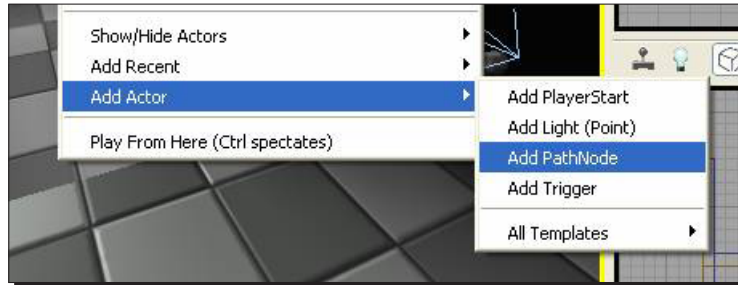 Show/Hide Actors
Add Recent
Add Actor
Play From Here (Ctrl spectates)
Add PlayerStart
Add Light (Point)
Add PathNode
Add Trigger
All Templates